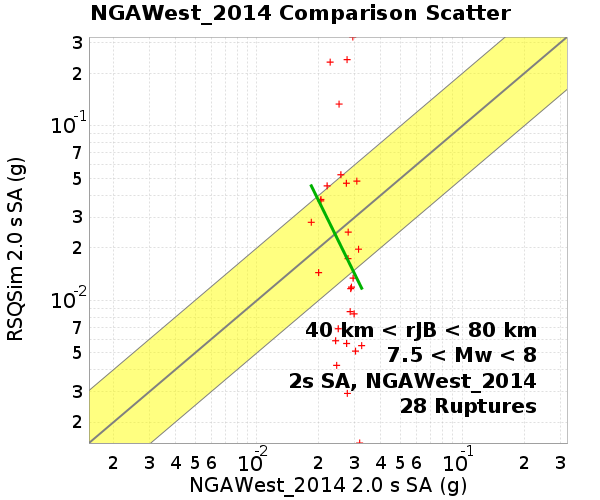 NGAWest_2014 Comparison Scatter
RSQSim 2.0 s SA (g)
3
2
10-1
7
5
3
2
10-2
7
5
3
2
40 km < rJB < 80 km
7.5 < Mw < 8
2s SA, NGAWest_2014
28 Ruptures
2 3 4 5 6 10-2 2 3 4 5 6 10-1 2 3
NGAWest_2014 2.0 s SA (g)